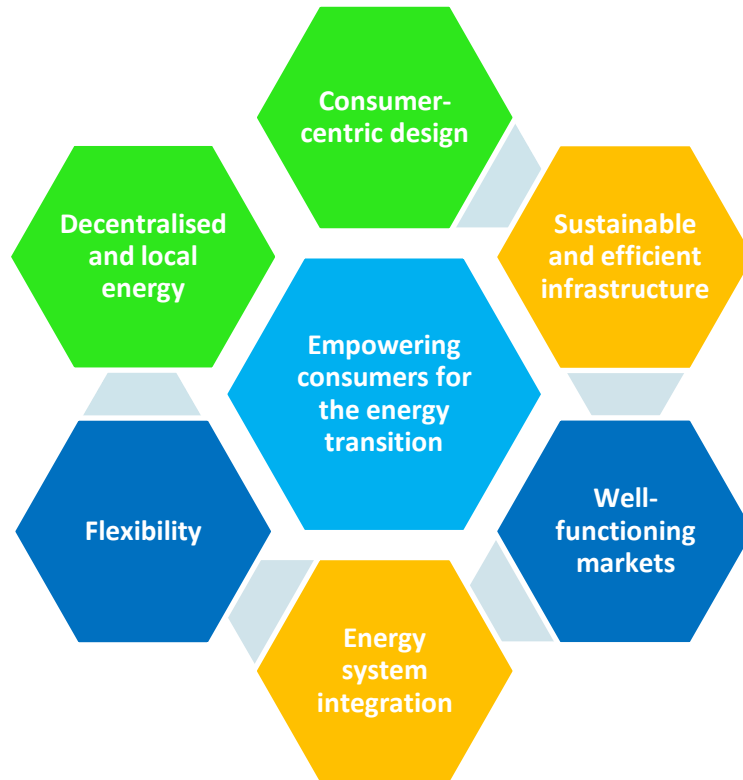 Consumer-
centric design
Decentralised
and local
energy
Sustainable
and efficient
infrastructure
Empowering
consumers for
the energy
transition
Flexibility
Well-
functioning
markets
Energy
system
integration